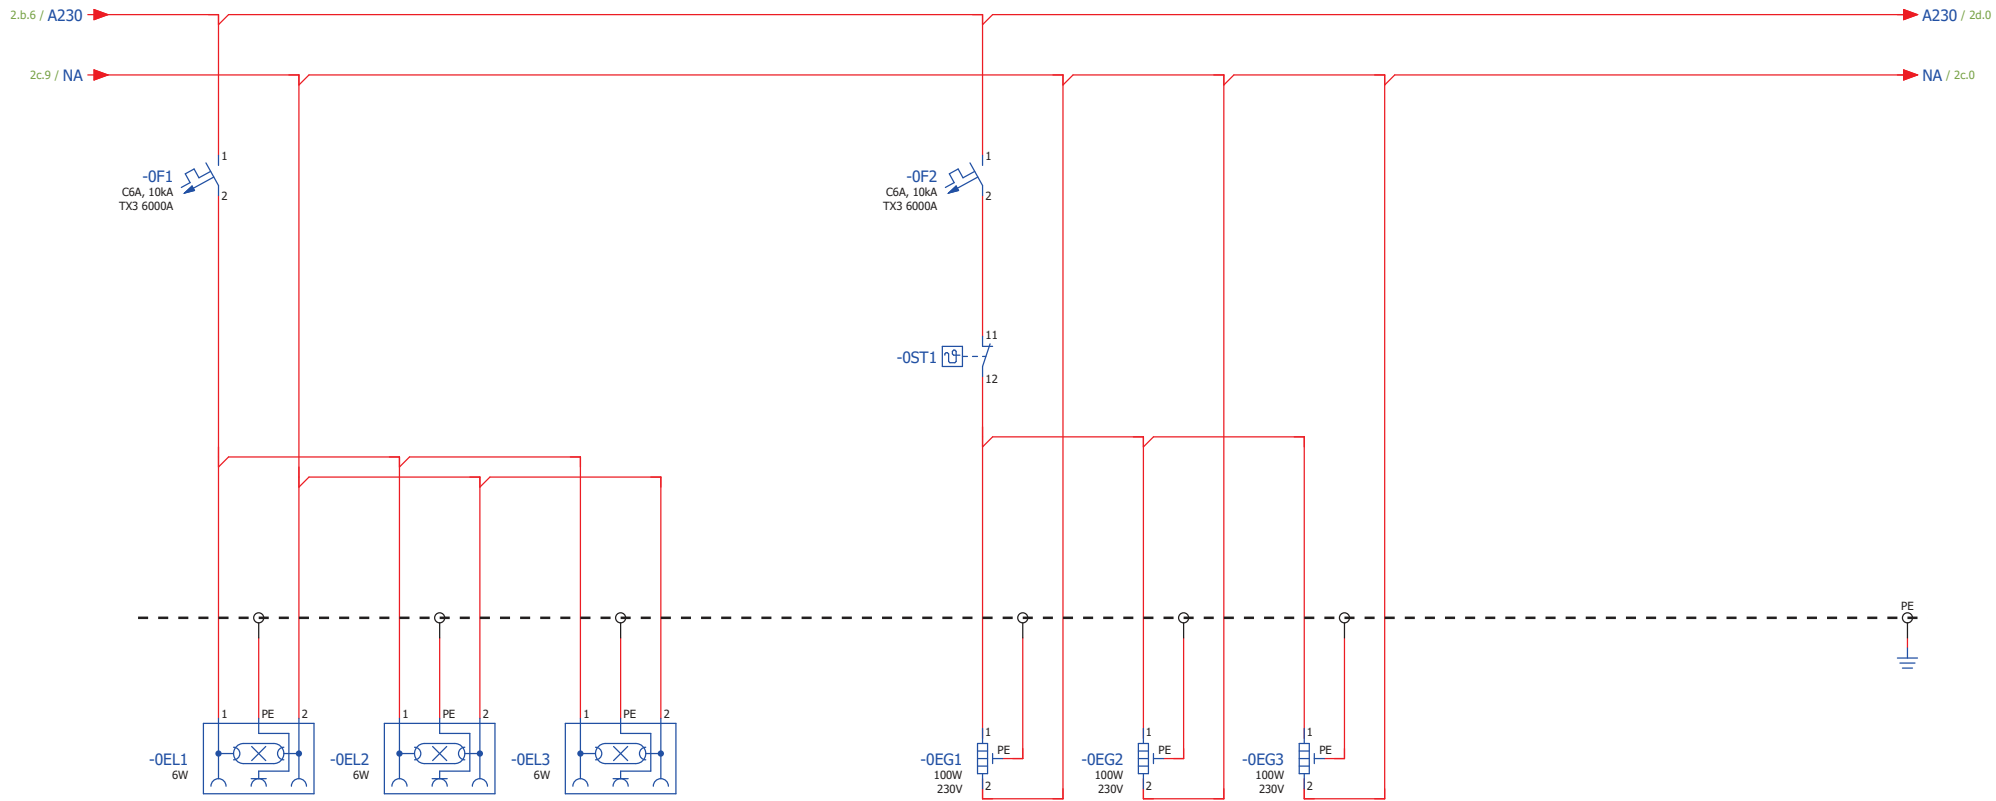 2.b.6 / A230
A230 / 2d.0
2c.9 / NA
NA / 2c.0
1
-0F1
C6A, 10kA
TX3 6000A
2
1
-0F2
C6A, 10kA
TX3 6000A
2
11
-0ST1
12
PE
1 PE 2
-0EL1
6W
1 PE 2
-0EL2
6W
1 PE 2
-0EL3
6W
1
PE
-0EG1
100W
230V
2
1
PE
-0EG2
100W
230V
2
1
PE
-0EG3
100W
230V
2